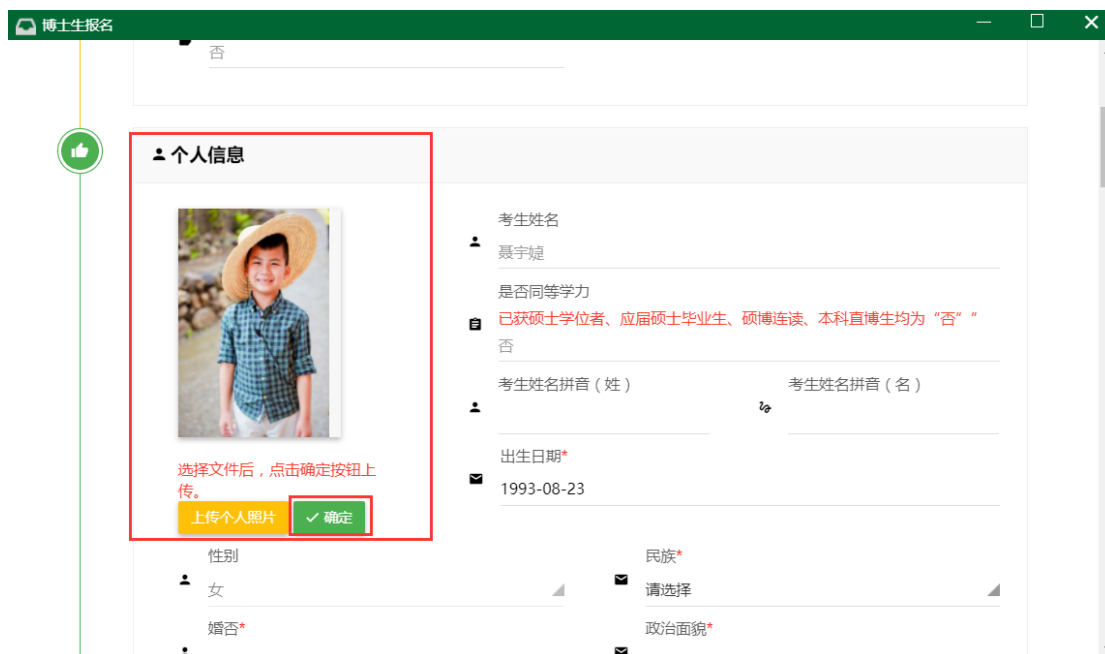 博士生报名
否
个人信息
考生姓名
聂宇媜
是否同等学力
已获硕士学位者、应届硕士毕业生、硕博连读、本科直博生均为“否”“
否
考生姓名拼音（姓）
考生姓名拼音（名）
出生日期*
1993-08-23
选择文件后，点击确定按钮上
传。
上传个人照片
确定
性别
女
民族*
请选择
婚否*
政治面貌*